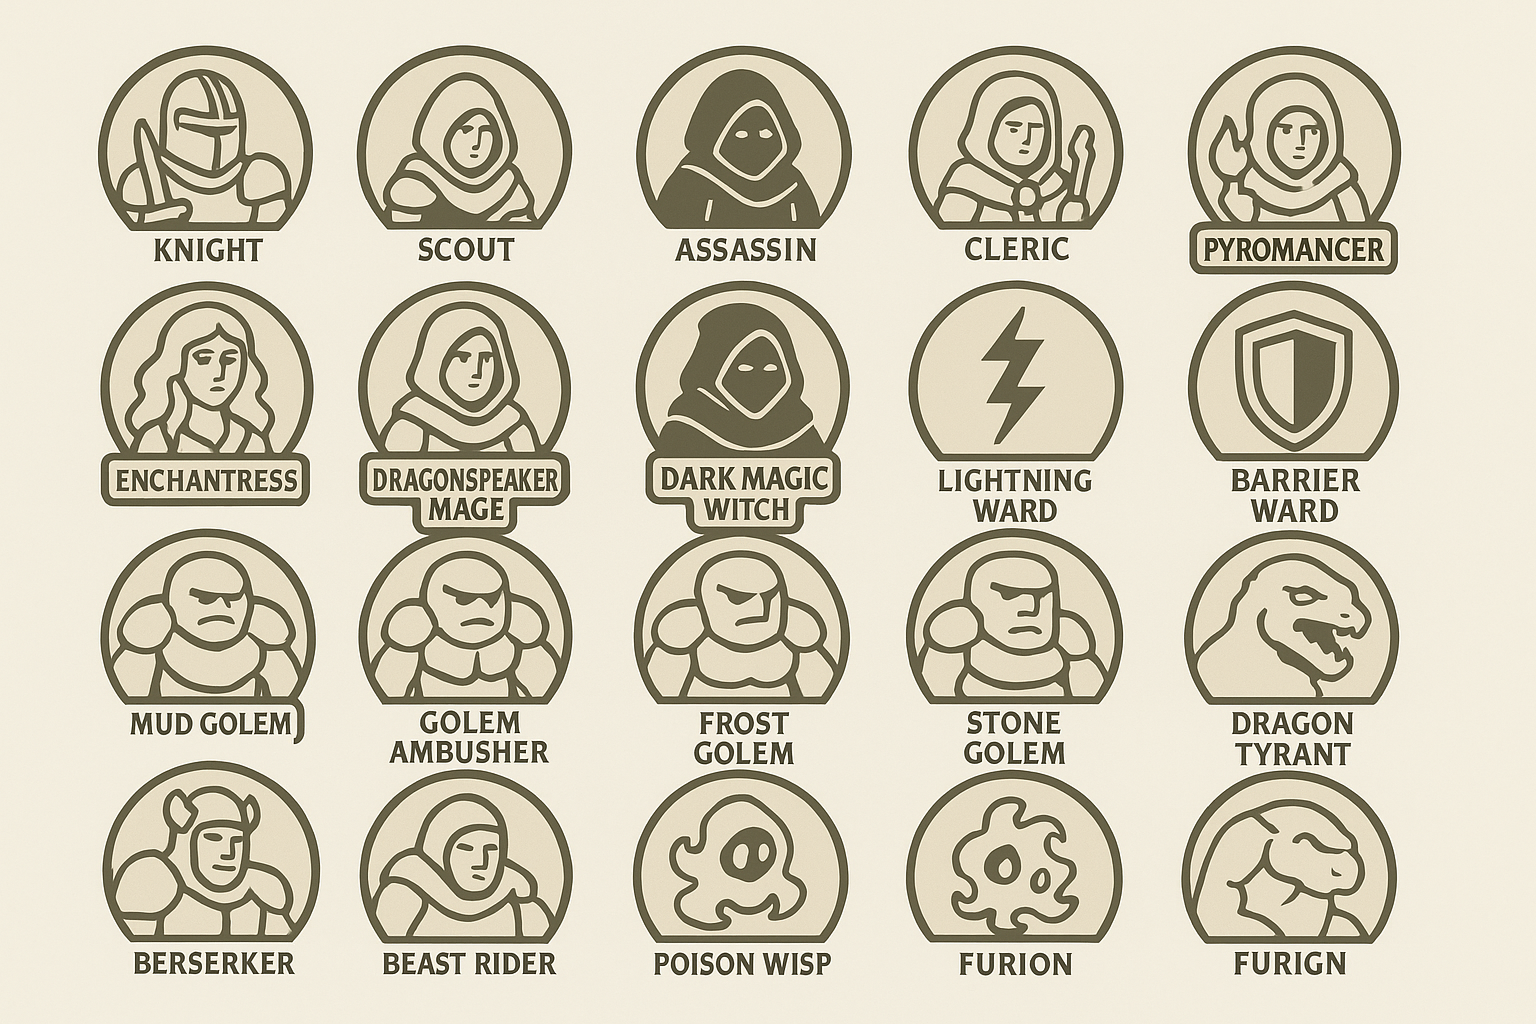 KNIGHT
SCOUT
ASSASSIN
CLERIC
PYROMANCER
ENCHANTRESS
DRAGONSPEAKER
MAGE
DARK MAGIC
WITCH
LIGHTNING
WARD
BARRIER
WARD
MUD GOLEM
GOLEM
AMBUSHER
FROST
GOLEM
STONE
GOLEM
DRAGON
TYRANT
BERSERKER
BEAST RIDER
POISON WISP
FURION
FURIGN